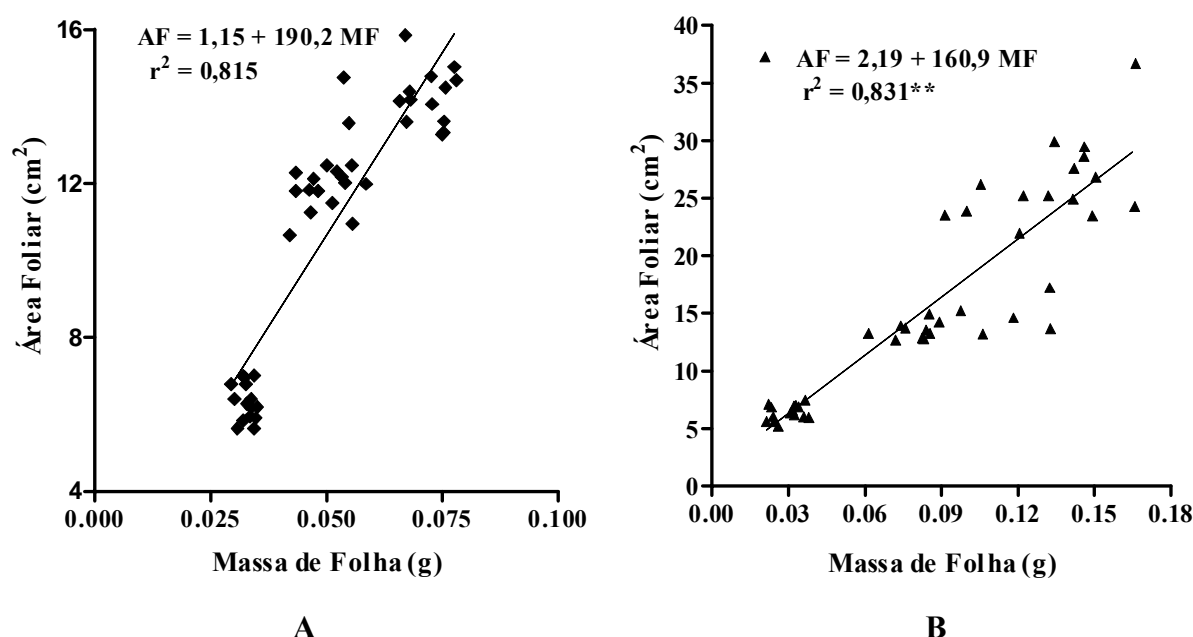 AF = 1,15 + 190,2 MF
r² = 0,815
16
12
8
4
Área Foliar (cm²)
0.000 0.025 0.050 0.075 0.100
Massa de Folha (g)
A
AF = 2,19 + 160,9 MF
r² = 0,831**
40
35
30
25
20
15
10
5
0
Área Foliar (cm²)
0.00 0.03 0.06 0.09 0.12 0.15 0.18
Massa de Folha (g)
B